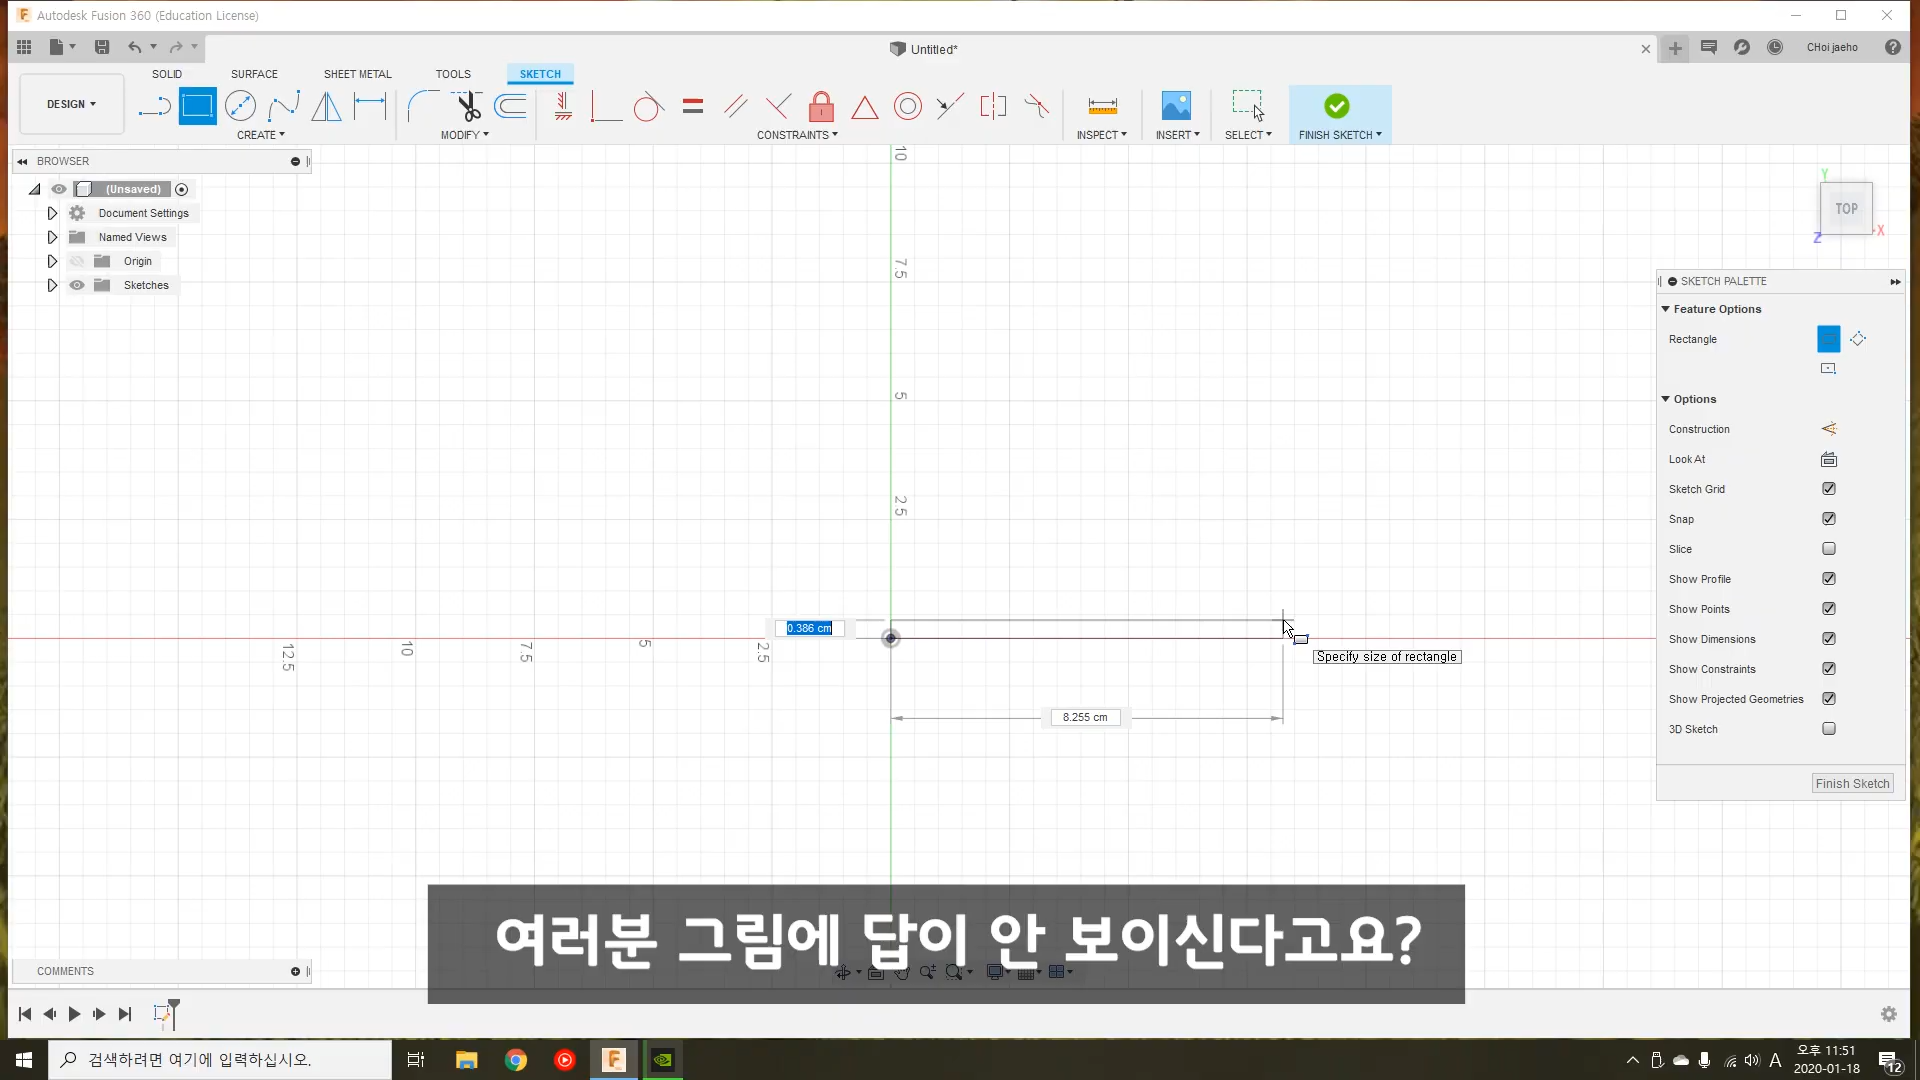 Autodesk Fusion 360 (Education License)
Untitled*
CHoi jaeho
SOLID
SURFACE
SHEET METAL
TOOLS
SKETCH
DESIGN
CREATE
MODIFY
CONSTRAINTS
INSPECT
INSERT
SELECT
FINISH SKETCH
BROWSER
(Unsaved)
Document Settings
Named Views
Origin
Sketches
10
7.5
5
2.5
12.5
10
7.5
5
2.5
TOP
Y
X
Z
0.386 cm
Specify size of rectangle
8.255 cm
SKETCH PALETTE
Feature Options
Rectangle
Options
Construction
Look At
Sketch Grid
Snap
Slice
Show Profile
Show Points
Show Dimensions
Show Constraints
Show Projected Geometries
3D Sketch
Finish Sketch
여러분 그림에 답이 안 보이신다고요?
COMMENTS
검색하려면 여기에 입력하십시오.
A
오후 11:51
2020-01-18
12